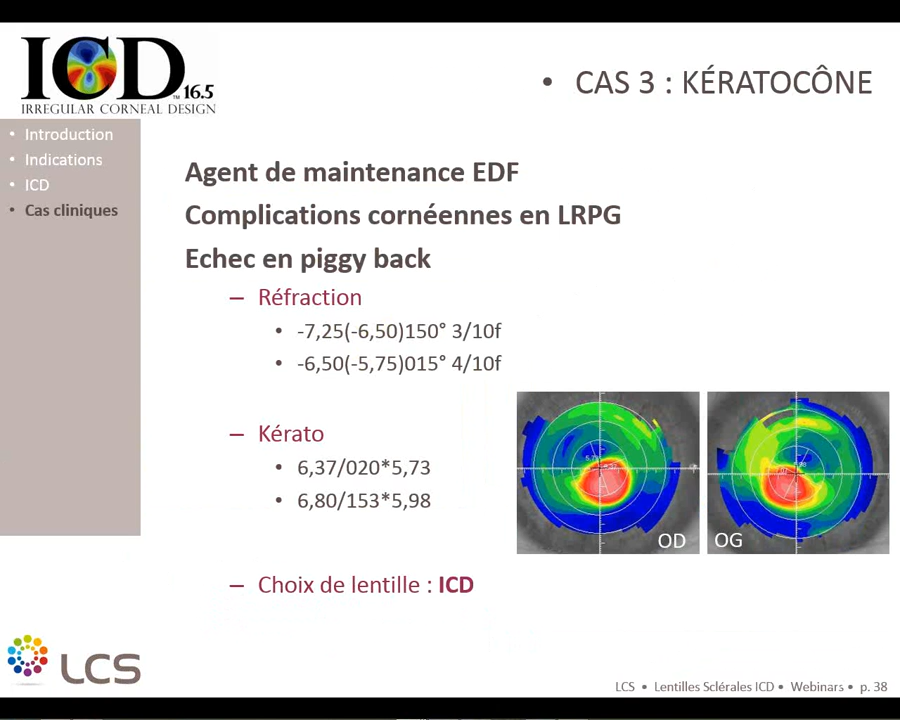 ICD
™ 16.5
IRREGULAR CORNEAL DESIGN
• CAS 3 : KÉRATOCÔNE
• Introduction
• Indications
• ICD
• Cas cliniques
Agent de maintenance EDF
Complications cornéennes en LRPG
Echec en piggy back
– Réfraction
• -7,25(-6,50)150° 3/10f
• -6,50(-5,75)015° 4/10f
– Kérato
• 6,37/020*5,73
• 6,80/153*5,98
OD
OG
– Choix de lentille : ICD
LCS
LCS • Lentilles Sclérales ICD • Webinars • p. 38